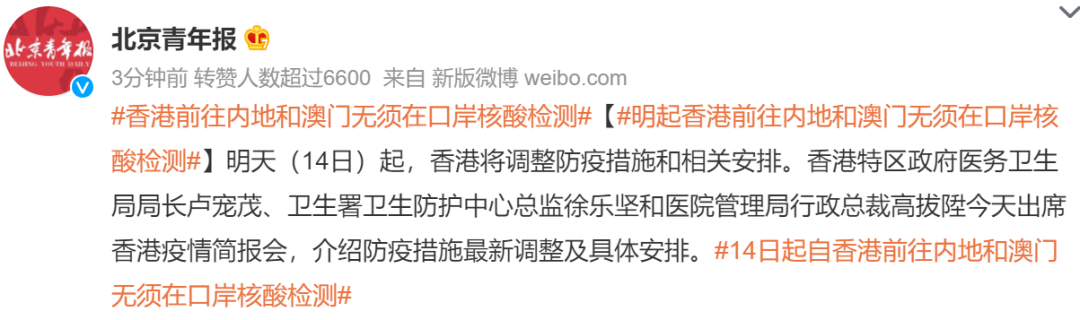 北京青年报
BEIJING YOUTH DAILY
北京青年报
3分钟前 转赞人数超过6600 来自 新版微博 weibo.com
#香港前往内地和澳门无须在口岸核酸检测#【#明起香港前往内地和澳门无须在口岸核
酸检测#】明天（14日）起，香港将调整防疫措施和相关安排。香港特区政府医务卫生
局局长卢宠茂、卫生署卫生防护中心总监徐乐坚和医院管理局行政总裁高拔陞今天出席
香港疫情简报会，介绍防疫措施最新调整及具体安排。#14日起自香港前往内地和澳门
无须在口岸核酸检测#